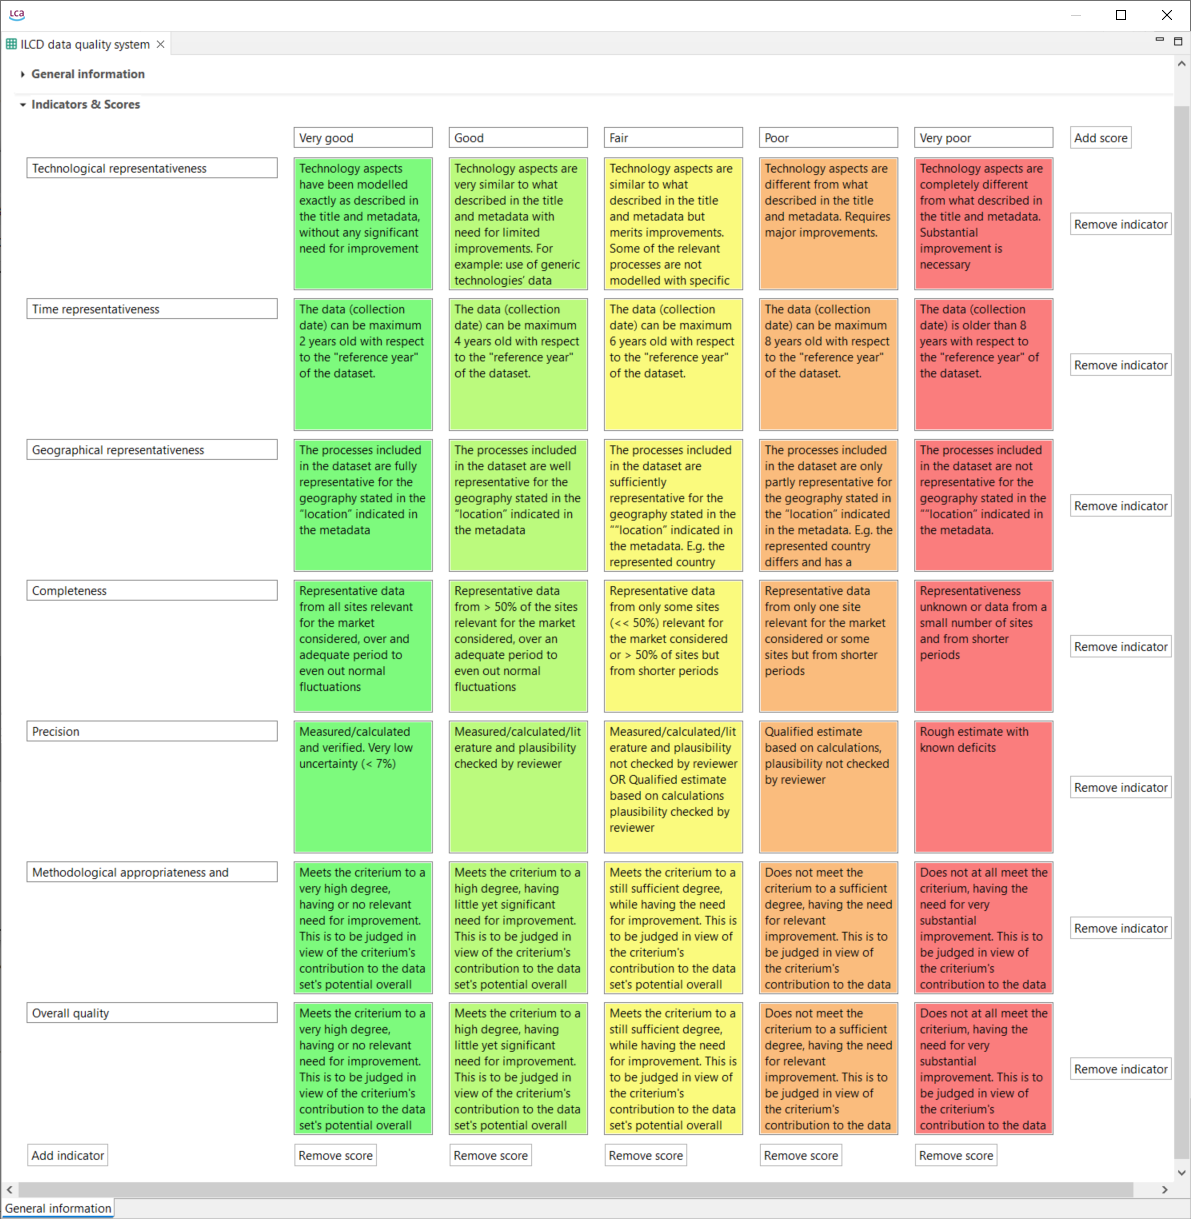 LCA
ILCD data quality system
General information
Indicators & Scores
Very good
Good
Fair
Poor
Very poor
Add score
Technological representativeness
Technology aspects
have been modelled
exactly as described in
the title and metadata,
without any significant
need for improvement
Technology aspects are
very similar to what
described in the title
and metadata with
need for limited
improvements. For
example: use of generic
technologies' data
Technology aspects are
similar to what
described in the title
and metadata but
merits improvements.
Some of the relevant
processes are not
modelled with specific
Technology aspects are
different from what
described in the title
and metadata. Requires
major improvements.
Technology aspects are
completely different
from what described in
the title and metadata.
Substantial
improvement is
necessary
Remove indicator
Time representativeness
The data (collection
date) can be maximum
2 years old with respect
to the "reference year"
of the dataset.
The data (collection
date) can be maximum
4 years old with respect
to the "reference year"
of the dataset.
The data (collection
date) can be maximum
6 years old with respect
to the "reference year"
of the dataset.
The data (collection
date) can be maximum
8 years old with respect
to the "reference year"
of the dataset.
The data (collection
date) is older than 8
years with respect to
the "reference year" of
the dataset.
Remove indicator
Geographical representativeness
The processes included
in the dataset are fully
representative for the
geography stated in the
“location” indicated in
the metadata
The processes included
in the dataset are well
representative for the
geography stated in the
“location” indicated in
the metadata
The processes included
in the dataset are
sufficiently
representative for the
geography stated in the
““location” indicated in
the metadata. E.g. the
represented country
The processes included
in the dataset are only
partly representative for
the geography stated in
the “location” indicated
in the metadata. E.g. the
represented country
differs and has a
The processes included
in the dataset are not
representative for the
geography stated in the
““location” indicated in
the metadata.
Remove indicator
Completeness
Representative data
from all sites relevant
for the market
considered, over and
adequate period to
even out normal
fluctuations
Representative data
from > 50% of the sites
relevant for the market
considered, over an
adequate period to
even out normal
fluctuations
Representative data
from only some sites
(<< 50%) relevant for
the market considered
or > 50% of sites but
from shorter periods
Representative data
from only one site
relevant for the market
considered or some
sites but from shorter
periods
Representativeness
unknown or data from a
small number of sites
and from shorter
periods
Remove indicator
Precision
Measured/calculated
and verified. Very low
uncertainty (< 7%)
Measured/calculated/lit
erature and plausibility
checked by reviewer
Measured/calculated/lit
erature and plausibility
not checked by reviewer
OR Qualified estimate
based on calculations
plausibility checked by
reviewer
Qualified estimate
based on calculations,
plausibility not checked
by reviewer
Rough estimate with
known deficits
Remove indicator
Methodological appropriateness and
Meets the criterium to a
very high degree,
having or no relevant
need for improvement.
This is to be judged in
view of the criterium's
contribution to the data
set's potential overall
Meets the criterium to a
high degree, having
little yet significant
need for improvement.
This is to be judged in
view of the criterium's
contribution to the data
set's potential overall
Meets the criterium to a
still sufficient degree,
while having the need
for improvement. This is
to be judged in view of
the criterium's
contribution to the data
set's potential overall
Does not meet the
criterium to a sufficient
degree, having the need
for relevant
improvement. This is to
be judged in view of
the criterium's
contribution to the data
Does not at all meet the
criterium, having the
need for very
substantial
improvement. This is to
be judged in view of
the criterium's
contribution to the data
Remove indicator
Overall quality
Meets the criterium to a
very high degree,
having or no relevant
need for improvement.
This is to be judged in
view of the criterium's
contribution to the data
set's potential overall
Meets the criterium to a
high degree, having
little yet significant
need for improvement.
This is to be judged in
view of the criterium's
contribution to the data
set's potential overall
Meets the criterium to a
still sufficient degree,
while having the need
for improvement. This is
to be judged in view of
the criterium's
contribution to the data
set's potential overall
Does not meet the
criterium to a sufficient
degree, having the need
for relevant
improvement. This is to
be judged in view of
the criterium's
contribution to the data
Does not at all meet the
criterium, having the
need for very
substantial
improvement. This is to
be judged in view of
the criterium's
contribution to the data
Remove indicator
Add indicator
Remove score
Remove score
Remove score
Remove score
Remove score
General information